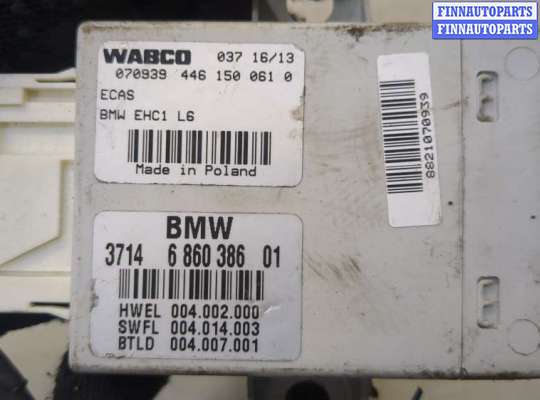 FINNAUTOPARTS
FINNAUTOPARTS
WABCO 037 16/13
070939 446 150 061 0
ECAS
BMW EHC1 L6
Made in Poland
8821070939
BMW
3714 6 860 386 01
HWEL 004.002.000
SWFL 004.014.003
BTLD 004.007.001